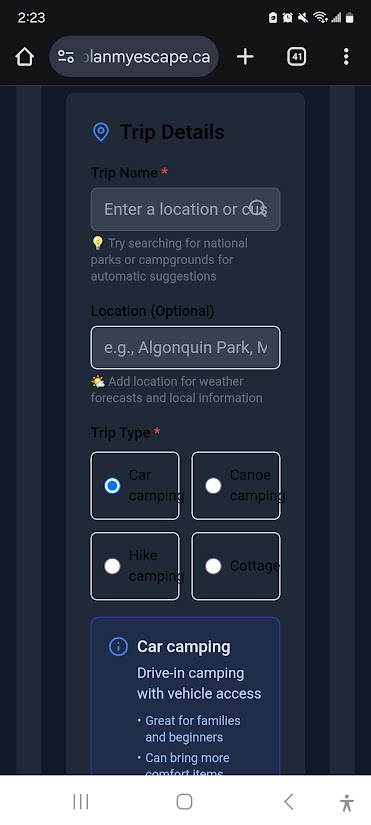 2:23
planmyescape.ca
41
Trip Details
Trip Name *
Enter a location or cus
💡 Try searching for national
parks or campgrounds for
automatic suggestions
Location (Optional)
e.g., Algonquin Park, M
🌤️ Add location for weather
forecasts and local information
Trip Type *
Car
camping
Canoe
camping
Hike
camping
Cottage
Car camping
Drive-in camping
with vehicle access
• Great for families
and beginners
• Can bring more
comfort items